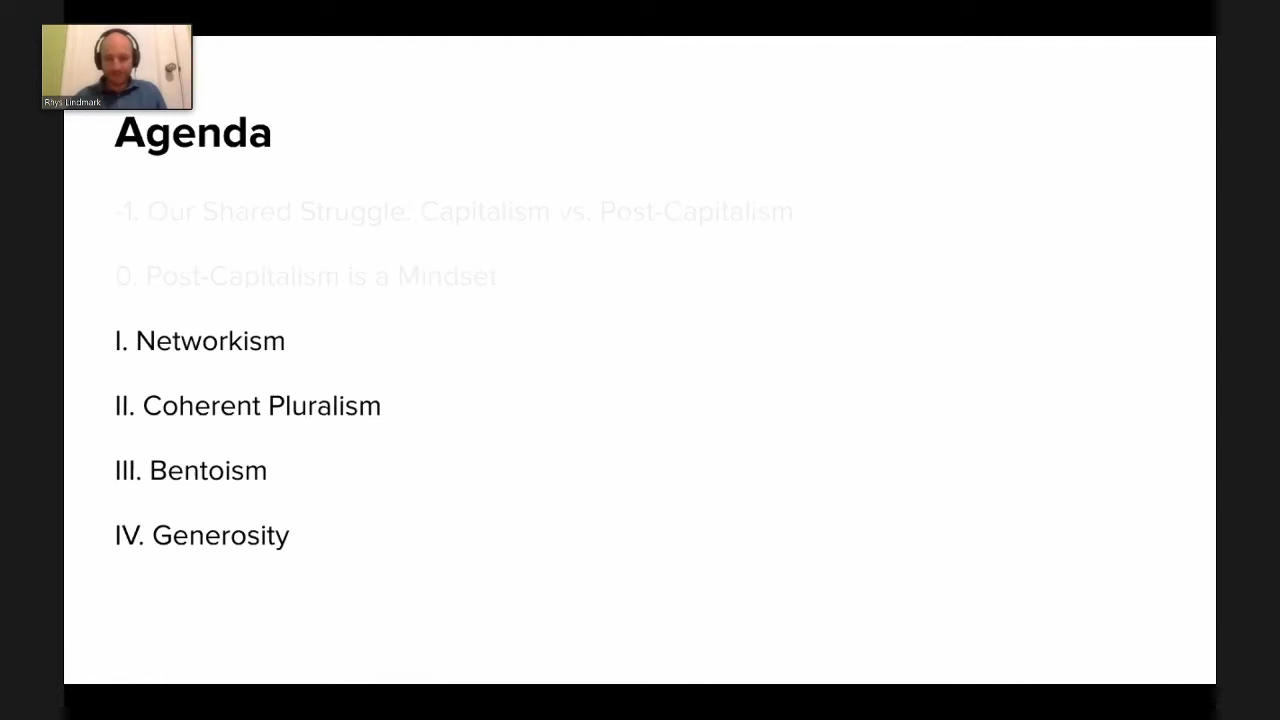 Rhys Lindmark
Agenda
-1. Our Shared Struggle: Capitalism vs. Post-Capitalism
0. Post-Capitalism is a Mindset
I. Networkism
II. Coherent Pluralism
III. Bentoism
IV. Generosity